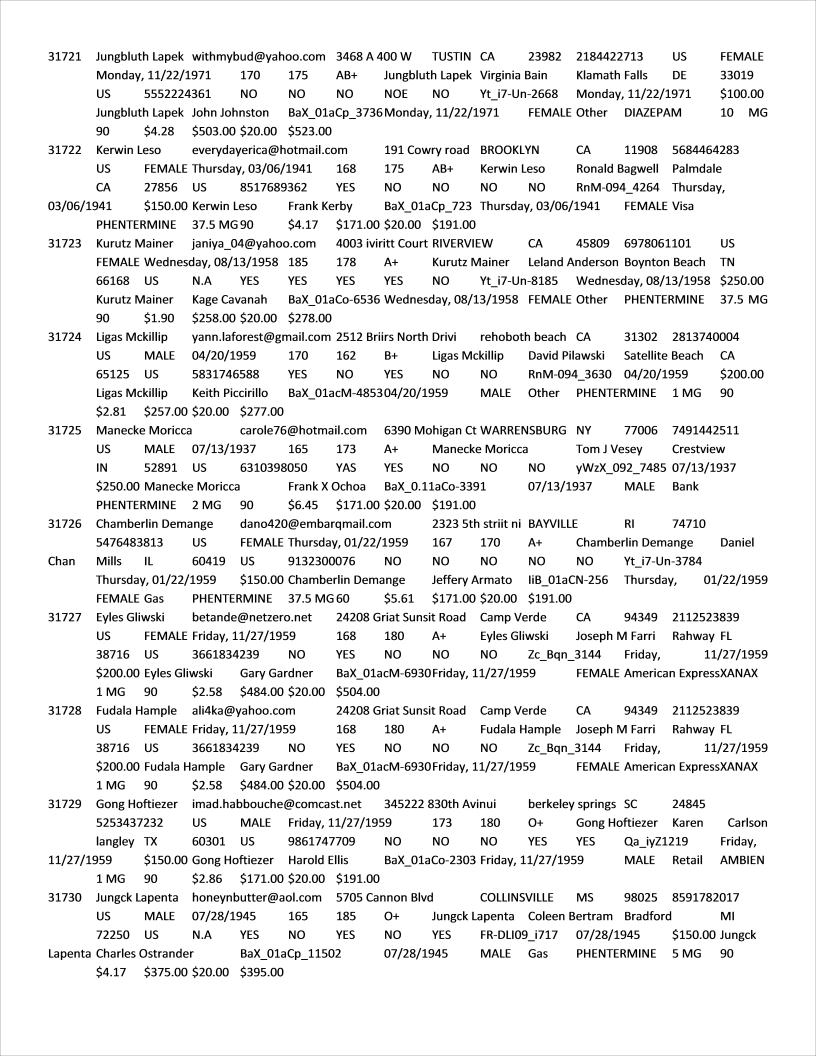 31721 Jungbluth Lapek withmybud@yahoo.com 3468 A 400 W TUSTIN CA 23982 2184422713 US FEMALE
Monday, 11/22/1971 170 175 AB+ Jungbluth Lapek Virginia Bain Klamath Falls DE 33019
US 5552224361 NO NO NO NOE NO Yt_i7-Un-2668 Monday, 11/22/1971 $100.00
Jungbluth Lapek John Johnston BaX_01aCp_3736 Monday, 11/22/1971 FEMALE Other DIAZEPAM 10 MG
90 $4.28 $503.00 $20.00 $523.00
31722 Kerwin Leso everydayerica@hotmail.com 191 Cowry road BROOKLYN CA 11908 5684464283
US FEMALE Thursday, 03/06/1941 168 175 AB+ Kerwin Leso Ronald Bagwell Palmdale
CA 27856 US 8517689362 YES NO NO NO NO RnM-094_4264 Thursday,
03/06/1941 $150.00 Kerwin Leso Frank Kerby BaX_01aCp_723 Thursday, 03/06/1941 FEMALE Visa
PHENTERMINE 37.5 MG 90 $4.17 $171.00 $20.00 $191.00
31723 Kurutz Mainer janiya_04@yahoo.com 4003 iviritt Court RIVERVIEW CA 45809 6978061101 US
FEMALE Wednesday, 08/13/1958 185 178 A+ Kurutz Mainer Leland Anderson Boynton Beach TN
66168 US N.A YES YES YES YES NO Yt_i7-Un-8185 Wednesday, 08/13/1958 $250.00
Kurutz Mainer Kage Cavanah BaX_01aCo-6536 Wednesday, 08/13/1958 FEMALE Other PHENTERMINE 37.5 MG
90 $1.90 $258.00 $20.00 $278.00
31724 Ligas Mckillip yann.laforest@gmail.com 2512 Briirs North Drivi rehoboth beach CA 31302 2813740004
US MALE 04/20/1959 170 162 B+ Ligas Mckillip David Pilawski Satellite Beach CA
65125 US 5831746588 YES NO YES NO NO RnM-094_3630 04/20/1959 $200.00
Ligas Mckillip Keith Piccirillo BaX_01acM-4853 04/20/1959 MALE Other PHENTERMINE 1 MG 90
$2.81 $257.00 $20.00 $277.00
31725 Manecke Moricca carole76@hotmail.com 6390 Mohigan Ct WARRENSBURG NY 77006 7491442511
US MALE 07/13/1937 165 173 A+ Manecke Moricca Tom J Vesey Crestview
IN 52891 US 6310398050 YAS YES NO NO NO yWzX_092_7485 07/13/1937
$250.00 Manecke Moricca Frank X Ochoa BaX_0.11aCo-3391 07/13/1937 MALE Bank
PHENTERMINE 2 MG 90 $6.45 $171.00 $20.00 $191.00
31726 Chamberlin Demange dano420@embarqmail.com 2323 5th striit ni BAYVILLE RI 74710
5476483813 US FEMALE Thursday, 01/22/1959 167 170 A+ Chamberlin Demange Daniel
Chan Mills IL 60419 US 9132300076 NO NO NO NO NO Yt_i7-Un-3784
Thursday, 01/22/1959 $150.00 Chamberlin Demange Jeffery Armato IiB_01aCN-256 Thursday, 01/22/1959
FEMALE Gas PHENTERMINE 37.5 MG 60 $5.61 $171.00 $20.00 $191.00
31727 Eyles Gliwski betande@netzero.net 24208 Griat Sunsit Road Camp Verde CA 94349 2112523839
US FEMALE Friday, 11/27/1959 168 180 A+ Eyles Gliwski Joseph M Farri Rahway FL
38716 US 3661834239 NO YES NO NO NO Zc_Bqn_3144 Friday, 11/27/1959
$200.00 Eyles Gliwski Gary Gardner BaX_01acM-6930 Friday, 11/27/1959 FEMALE American Express XANAX
1 MG 90 $2.58 $484.00 $20.00 $504.00
31728 Fudala Hample ali4ka@yahoo.com 24208 Griat Sunsit Road Camp Verde CA 94349 2112523839
US FEMALE Friday, 11/27/1959 168 180 A+ Fudala Hample Joseph M Farri Rahway FL
38716 US 3661834239 NO YES NO NO NO Zc_Bqn_3144 Friday, 11/27/1959
$200.00 Fudala Hample Gary Gardner BaX_01acM-6930 Friday, 11/27/1959 FEMALE American Express XANAX
1 MG 90 $2.58 $484.00 $20.00 $504.00
31729 Gong Hoftiezer imad.habbouche@comcast.net 345222 830th Avinui berkeley springs SC 24845
5253437232 US MALE Friday, 11/27/1959 173 180 O+ Gong Hoftiezer Karen Carlson
langley TX 60301 US 9861747709 NO NO NO YES YES Qa_iyZ1219 Friday,
11/27/1959 $150.00 Gong Hoftiezer Harold Ellis BaX_01aCo-2303 Friday, 11/27/1959 MALE Retail AMBIEN
1 MG 90 $2.86 $171.00 $20.00 $191.00
31730 Jungck Lapenta honeynbutter@aol.com 5705 Cannon Blvd COLLINSVILLE MS 98025 8591782017
US MALE 07/28/1945 165 185 O+ Jungck Lapenta Coleen Bertram Bradford MI
72250 US N.A YES NO YES NO YES FR-DLI09_i717 07/28/1945 $150.00 Jungck
Lapenta Charles Ostrander BaX_01aCp_11502 07/28/1945 MALE Gas PHENTERMINE 5 MG 90
$4.17 $375.00 $20.00 $395.00